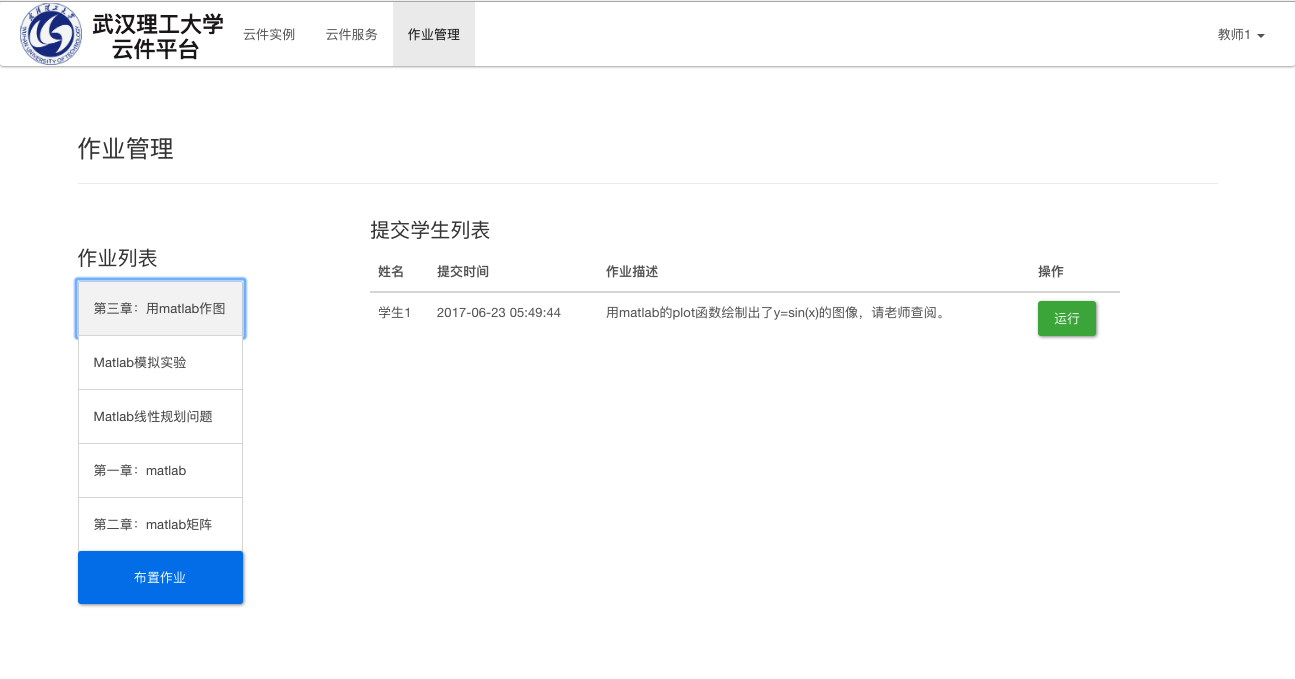 武汉理工大学
云件平台
云件实例 云件服务 作业管理 教师1
作业管理
作业列表
第三章：用matlab作图
Matlab模拟实验
Matlab线性规划问题
第一章：matlab
第二章：matlab矩阵
布置作业
提交学生列表
姓名 提交时间 作业描述 操作
学生1 2017-06-23 05:49:44 用matlab的plot函数绘制出了y=sin(x)的图像，请老师查阅。 运行